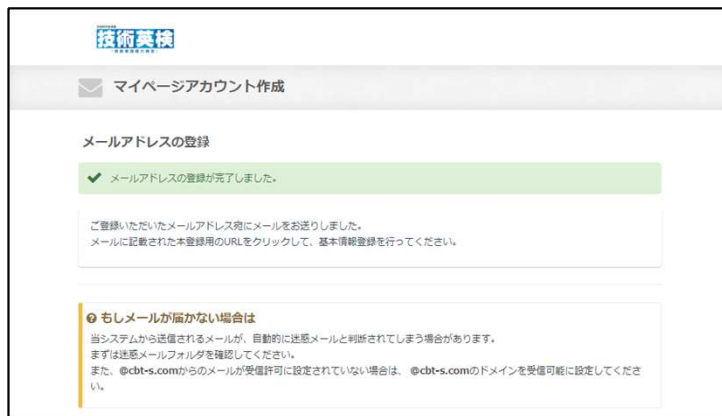 技術英検
マイページアカウント作成
メールアドレスの登録
メールアドレスの登録が完了しました。
ご登録いただいたメールアドレス宛にメールをお送りしました。
メールに記載された本登録用のURLをクリックして、基本情報登録を行ってください。
もしメールが届かない場合は
当システムから送信されるメールが、自動的に迷惑メールと判断されてしまう場合があります。
まずは迷惑メールフォルダを確認してください。
また、@cbt-s.comからのメールが受信許可に設定されていない場合は、 @cbt-s.comのドメインを受信可能に設定してくださ
い。